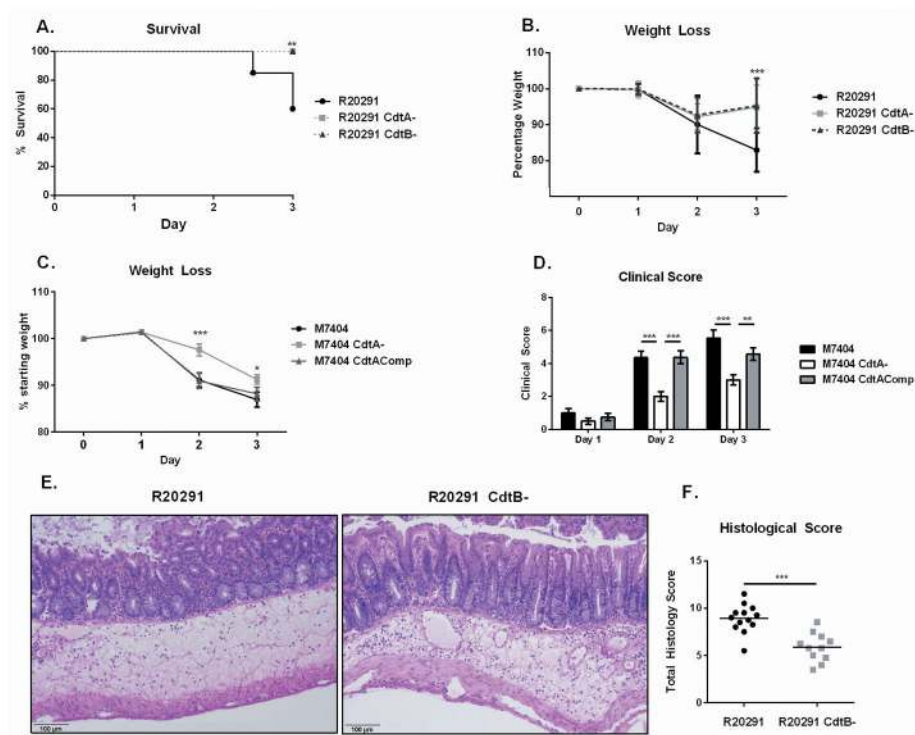 A.
Survival
**
100
80
60
40
20
0
% Survival
0 1 2 3
Day
R20291
R20291 CdtA-
R20291 CdtB-
B.
Weight Loss
***
110
100
90
80
Percentage Weight
0 1 2 3
Day
R20291
R20291 CdtA-
R20291 CdtB-
C.
Weight Loss
110
100
90
80
% starting weight
***
*
0 1 2 3
Day
M7404
M7404 CdtA-
M7404 CdtAComp
D.
Clinical Score
8
6
4
2
0
Clinical Score
*** ***
*** **
Day 1 Day 2 Day 3
M7404
M7404 CdtA-
M7404 CdtAComp
E.
R20291
R20291 CdtB-
100 µm
100 µm
F.
Histological Score
***
15
10
5
0
Total Histology Score
R20291 R20291 CdtB-